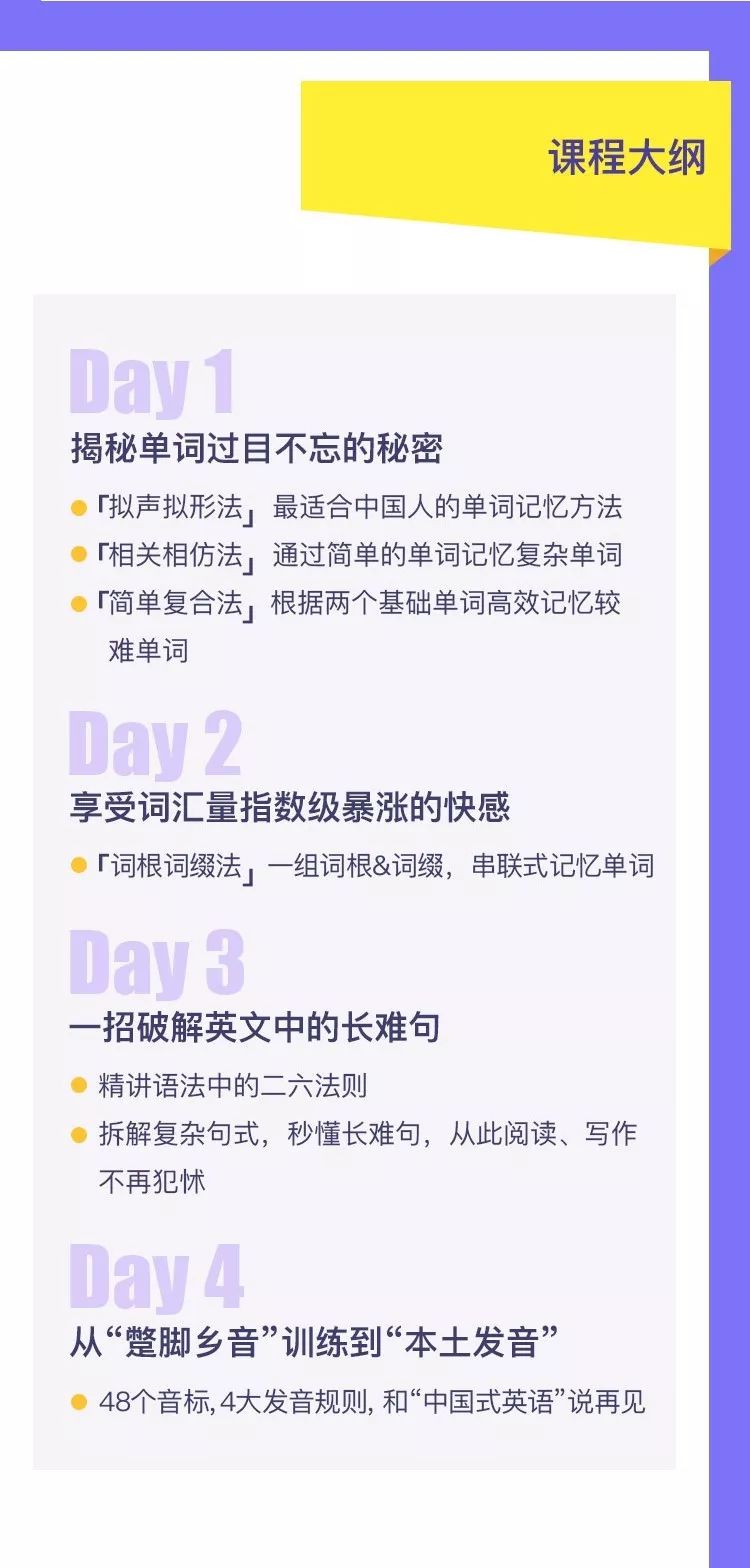 课程大纲
Day 1
揭秘单词过目不忘的秘密
「拟声拟形法」最适合中国人的单词记忆方法
「相关相仿法」通过简单的单词记忆复杂单词
「简单复合法」根据两个基础单词高效记忆较
难单词
Day 2
享受词汇量指数级暴涨的快感
「词根词缀法」一组词根&词缀，串联式记忆单词
Day 3
一招破解英文中的长难句
精讲语法中的二六法则
拆解复杂句式，秒懂长难句，从此阅读、写作
不再犯怵
Day 4
从“蹩脚乡音”训练到“本土发音”
48个音标, 4大发音规则, 和“中国式英语”说再见